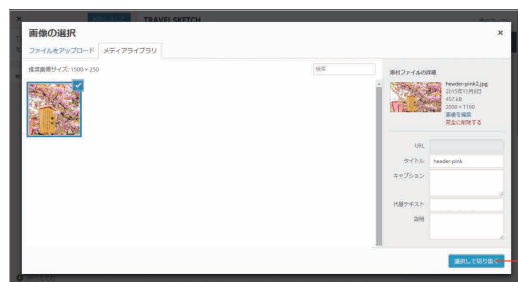 TRAVEL SKETCH
画像の選択
×
ファイルをアップロード
メディアライブラリ
推奨画像サイズ: 1500 × 250
検索
添付ファイルの詳細
header-pink2.jpg
2015年11月8日
457 kB
2000 × 1100
画像を編集
完全に削除する
URL
タイトル
header-pink
キャプション
代替テキスト
説明
選択して切り抜く